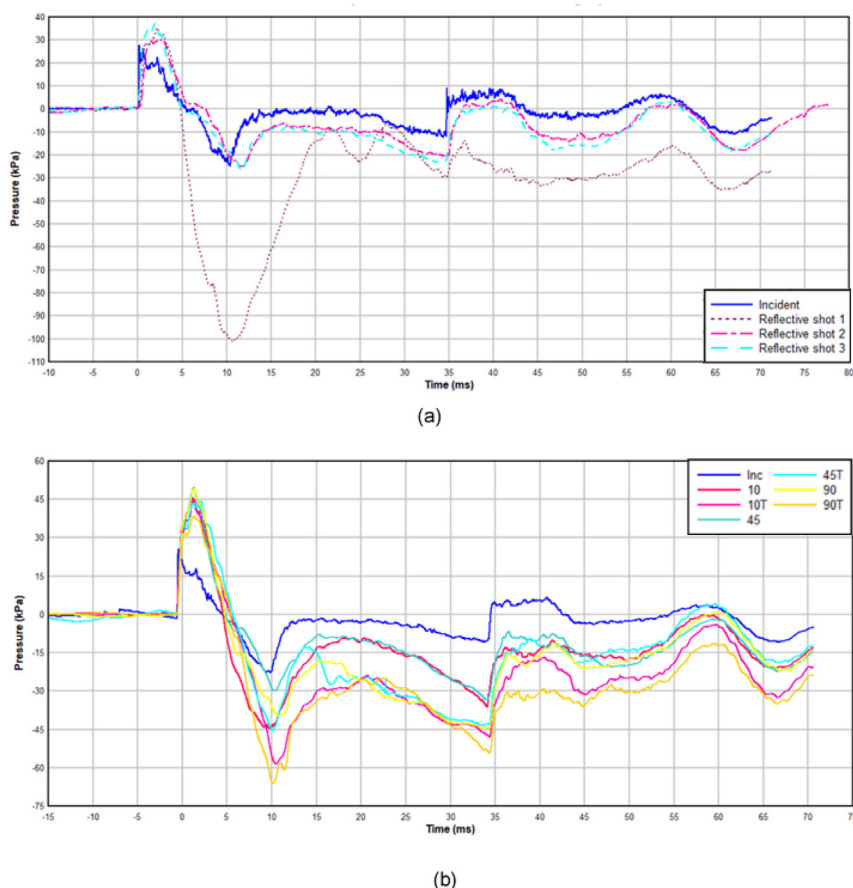 40
30
20
10
0
-10
-20
-30
-40
-50
-60
-70
-80
-90
-100
-110
Pressure (kPa)
Incident
Reflective shot 1
Reflective shot 2
Reflective shot 3
-10 -5 0 5 10 15 20 25 30 35 40 45 50 55 60 65 70 75 80
Time (ms)
(a)
60
45
30
15
0
-15
-30
-45
-60
-75
Pressure (kPa)
Inc 45T
10 90
10T 90T
45
-15 -10 -5 0 5 10 15 20 25 30 35 40 45 50 55 60 65 70 75
Time (ms)
(b)